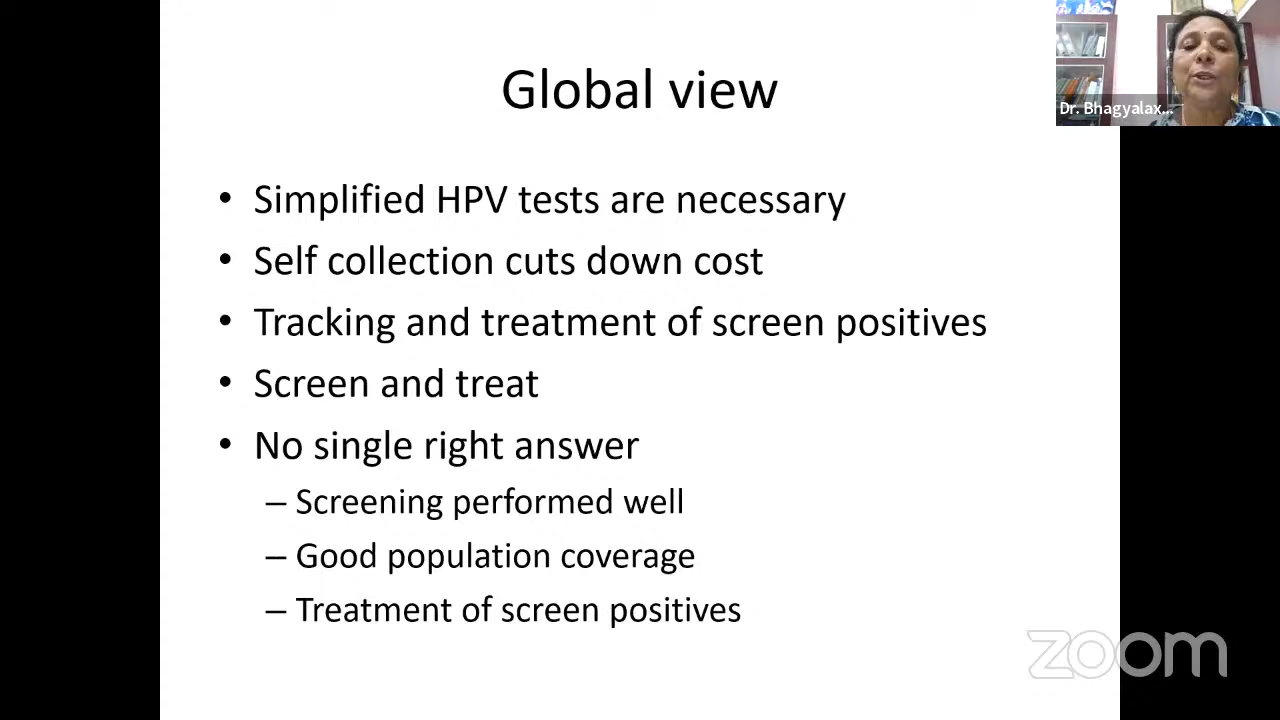 Global view
Dr. Bhagyalax...
• Simplified HPV tests are necessary
• Self collection cuts down cost
• Tracking and treatment of screen positives
• Screen and treat
• No single right answer
– Screening performed well
– Good population coverage
– Treatment of screen positives
zoom